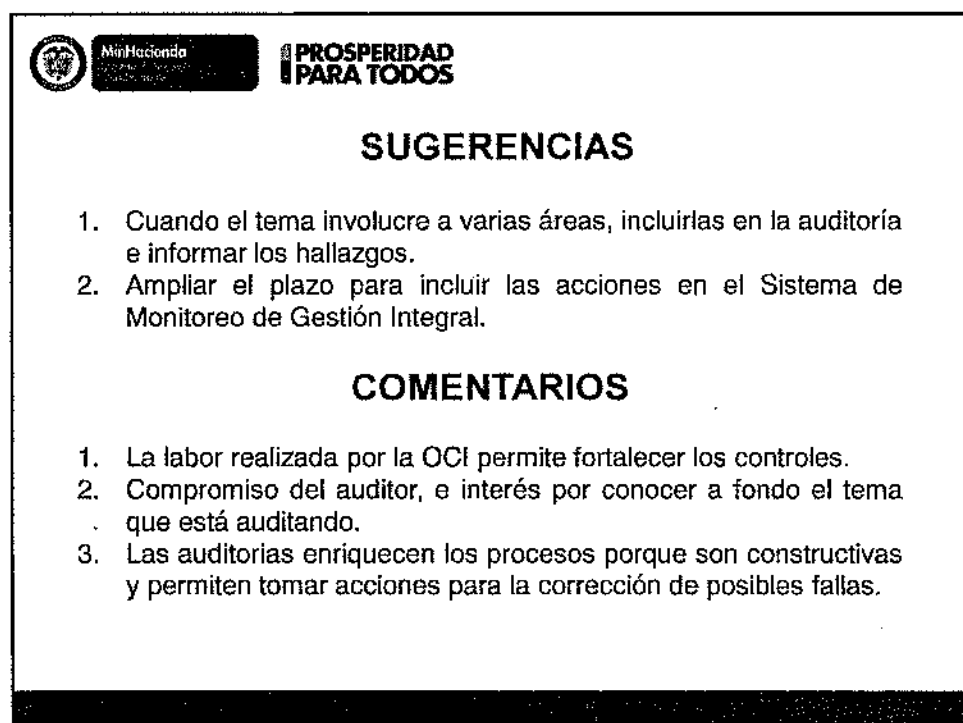 MinHacienda
PROSPERIDAD
PARA TODOS
SUGERENCIAS
1. Cuando el tema involucre a varias áreas, incluirlas en la auditoría
e informar los hallazgos.
2. Ampliar el plazo para incluir las acciones en el Sistema de
Monitoreo de Gestión Integral.
COMENTARIOS
1. La labor realizada por la OCI permite fortalecer los controles.
2. Compromiso del auditor, e interés por conocer a fondo el tema
que está auditando.
3. Las auditorias enriquecen los procesos porque son constructivas
y permiten tomar acciones para la corrección de posibles fallas.